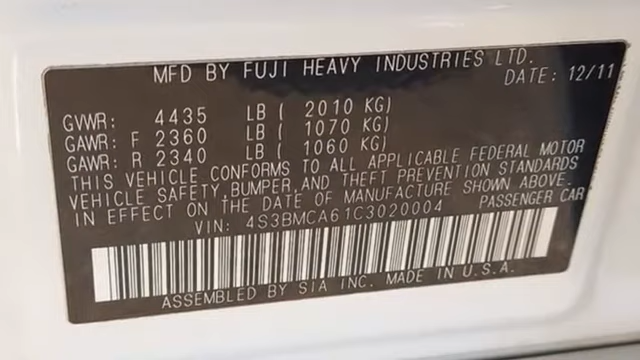 MFD BY FUJI HEAVY INDUSTRIES LTD.
DATE: 12/11
GVWR: 4435 LB ( 2010 KG)
GAWR: F 2360 LB ( 1070 KG)
GAWR: R 2340 LB ( 1060 KG)
THIS VEHICLE CONFORMS TO ALL APPLICABLE FEDERAL MOTOR
VEHICLE SAFETY, BUMPER, AND THEFT PREVENTION STANDARDS
IN EFFECT ON THE DATE OF MANUFACTURE SHOWN ABOVE.
VIN: 4S3BMCA61C3020004 PASSENGER CAR
ASSEMBLED BY SIA INC. MADE IN U.S.A.